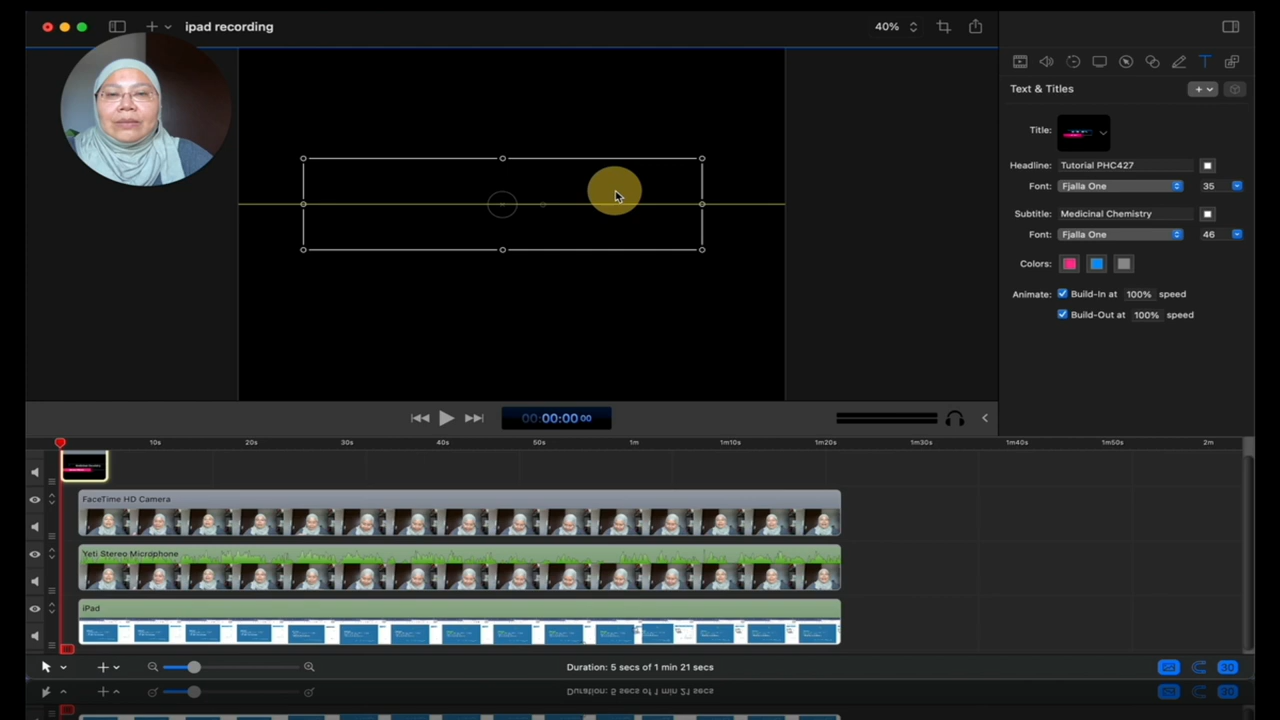 ipad recording
40%
Text & Titles
Title:
Headline: Tutorial PHC427
Font: Fjalla One 35
Subtitle: Medicinal Chemistry
Font: Fjalla One 46
Colors:
Animate: Build-In at 100% speed
Build-Out at 100% speed
00:00:00 00
10s 20s 30s 40s 50s 1m 1m10s 1m20s 1m30s 1m40s 1m50s 2m
FaceTime HD Camera
Yeti Stereo Microphone
iPad
Duration: 5 secs of 1 min 21 secs
30